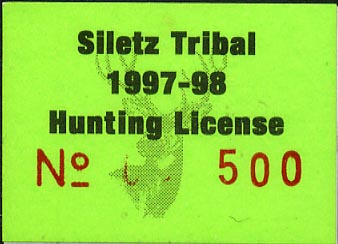 Siletz Tribal
1997-98
Hunting License
Nº 500